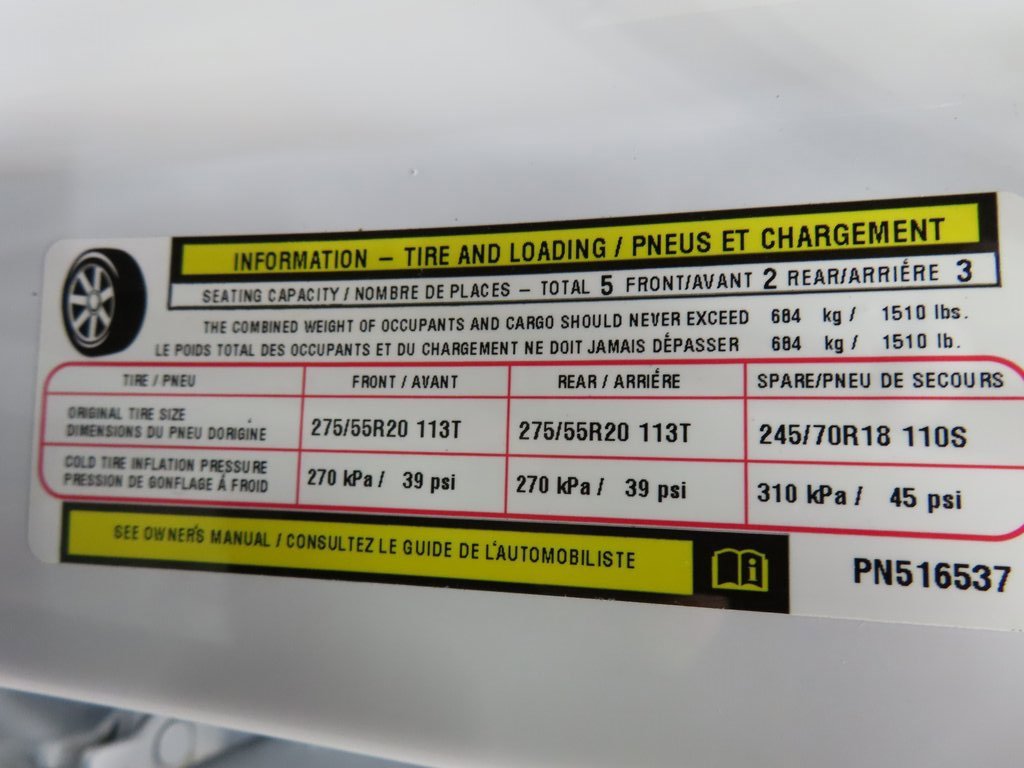 INFORMATION – TIRE AND LOADING / PNEUS ET CHARGEMENT
SEATING CAPACITY / NOMBRE DE PLACES – TOTAL 5 FRONT/AVANT 2 REAR/ARRIÉRE 3
THE COMBINED WEIGHT OF OCCUPANTS AND CARGO SHOULD NEVER EXCEED 684 kg / 1510 lbs.
LE POIDS TOTAL DES OCCUPANTS ET DU CHARGEMENT NE DOIT JAMAIS DÉPASSER 684 kg / 1510 lb.
TIRE / PNEU FRONT / AVANT REAR / ARRIÉRE SPARE/PNEU DE SECOURS
ORIGINAL TIRE SIZE
DIMENSIONS DU PNEU DORIGINE 275/55R20 113T 275/55R20 113T 245/70R18 110S
COLD TIRE INFLATION PRESSURE
PRESSION DE GONFLAGE Á FROID 270 kPa / 39 psi 270 kPa / 39 psi 310 kPa / 45 psi
SEE OWNER'S MANUAL / CONSULTEZ LE GUIDE DE L'AUTOMOBILISTE
PN516537